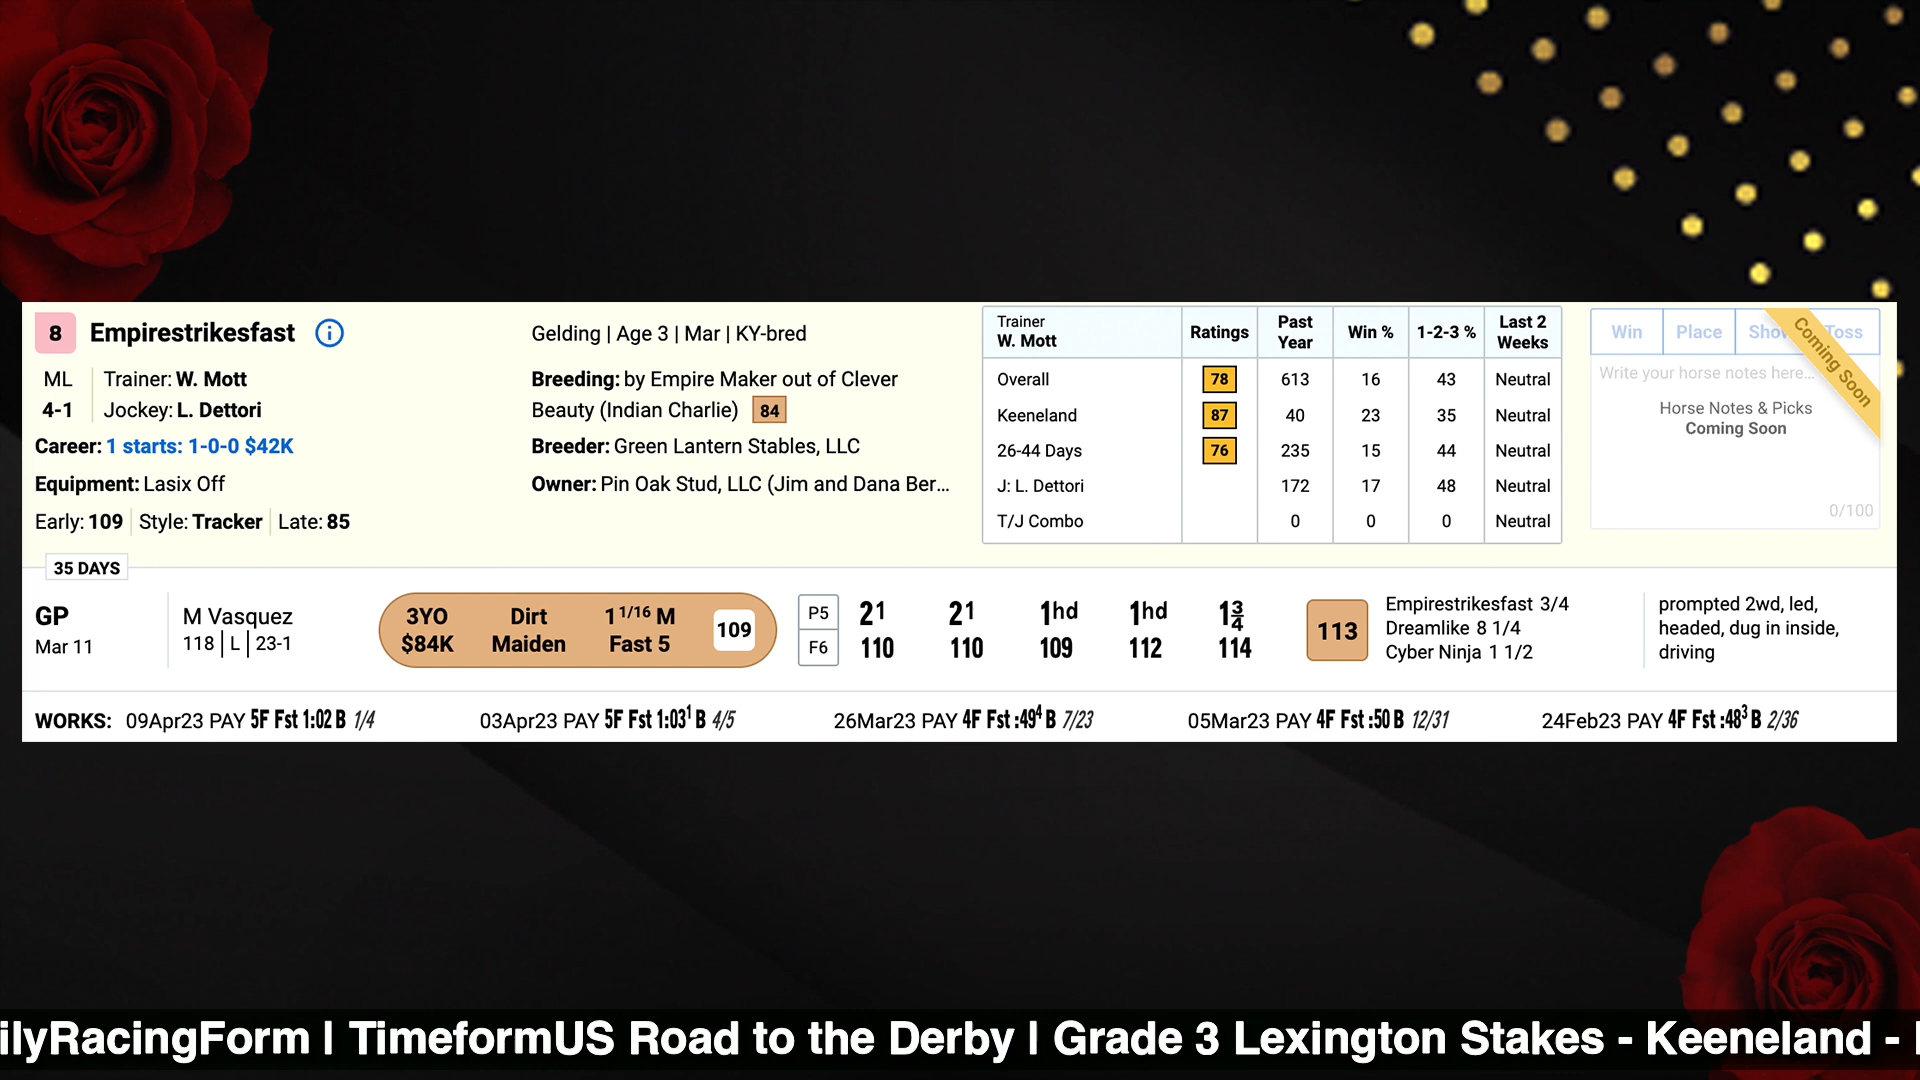 8 Empirestrikesfast i
ML
4-1
Trainer: W. Mott
Jockey: L. Dettori
Career: 1 starts: 1-0-0 $42K
Equipment: Lasix Off
Early: 109 Style: Tracker Late: 85
Gelding | Age 3 | Mar | KY-bred
Breeding: by Empire Maker out of Clever
Beauty (Indian Charlie) 84
Breeder: Green Lantern Stables, LLC
Owner: Pin Oak Stud, LLC (Jim and Dana Ber...
Trainer W. Mott Ratings Past Year Win % 1-2-3 % Last 2 Weeks
Overall 78 613 16 43 Neutral
Keeneland 87 40 23 35 Neutral
26-44 Days 76 235 15 44 Neutral
J: L. Dettori 172 17 48 Neutral
T/J Combo 0 0 0 Neutral
Win Place Sho Toss
Coming Soon
Write your horse notes here...
Horse Notes & Picks
Coming Soon
0/100
35 DAYS
GP
Mar 11
M Vasquez
118 | L | 23-1
3YO Dirt 1 1/16 M
$84K Maiden Fast 5
109
P5 2¹ 2¹ 1hd 1hd 1¾
F6 110 110 109 112 114
113
Empirestrikesfast 3/4
Dreamlike 8 1/4
Cyber Ninja 1 1/2
prompted 2wd, led,
headed, dug in inside,
driving
WORKS: 09Apr23 PAY 5F Fst 1:02 B 1/4 03Apr23 PAY 5F Fst 1:03¹ B 4/5 26Mar23 PAY 4F Fst :49⁴ B 7/23 05Mar23 PAY 4F Fst :50 B 12/31 24Feb23 PAY 4F Fst :48³ B 2/36
ilyRacingForm | TimeformUS Road to the Derby | Grade 3 Lexington Stakes - Keeneland -